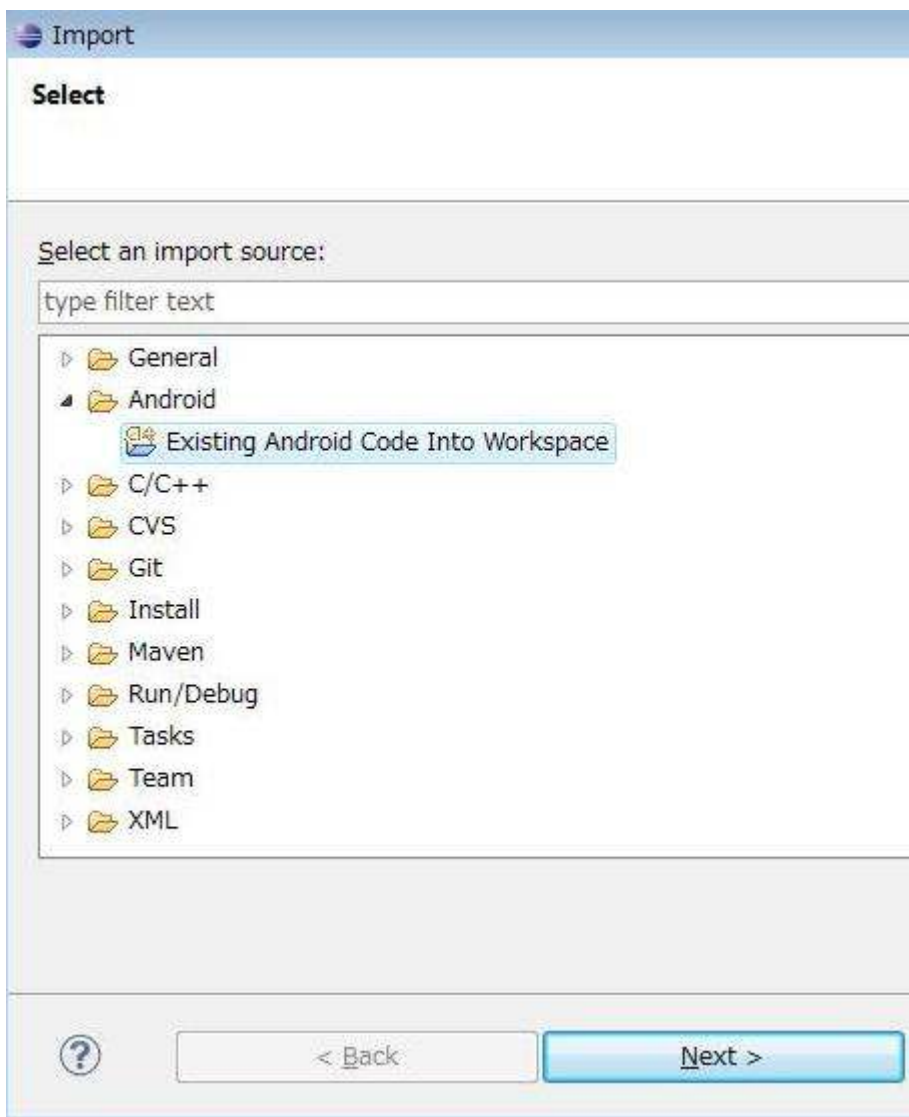 Import
Select
Select an import source:
type filter text
General
Android
Existing Android Code Into Workspace
C/C++
CVS
Git
Install
Maven
Run/Debug
Tasks
Team
XML
?
< Back
Next >